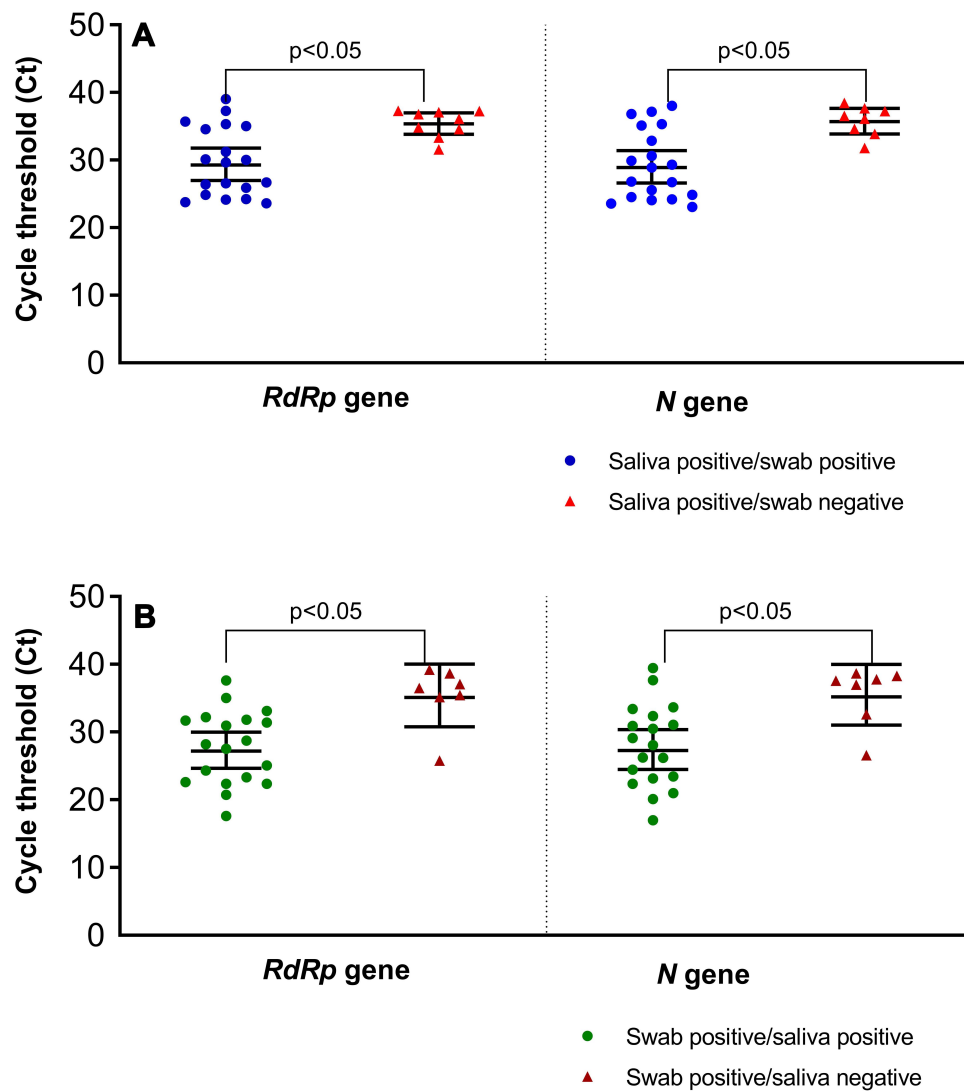 A
Cycle threshold (Ct)
50
40
30
20
10
0
p<0.05
p<0.05
RdRp gene
N gene
Saliva positive/swab positive
Saliva positive/swab negative
B
Cycle threshold (Ct)
50
40
30
20
10
0
p<0.05
p<0.05
RdRp gene
N gene
Swab positive/saliva positive
Swab positive/saliva negative